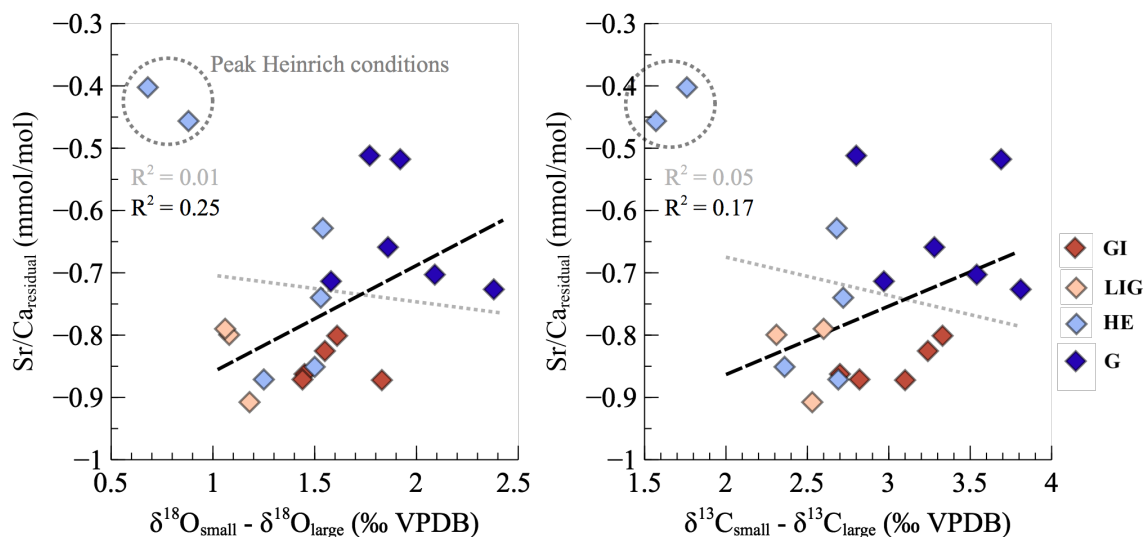 −0.3
−0.4
−0.5
−0.6
−0.7
−0.8
−0.9
−1
Sr/Ca_residual (mmol/mol)
Peak Heinrich conditions
R² = 0.01
R² = 0.25
0.5 1 1.5 2 2.5
δ¹⁸O_small - δ¹⁸O_large (‰ VPDB)
−0.3
−0.4
−0.5
−0.6
−0.7
−0.8
−0.9
−1
Sr/Ca_residual (mmol/mol)
R² = 0.05
R² = 0.17
1.5 2 2.5 3 3.5 4
δ¹³C_small - δ¹³C_large (‰ VPDB)
GI
LIG
HE
G